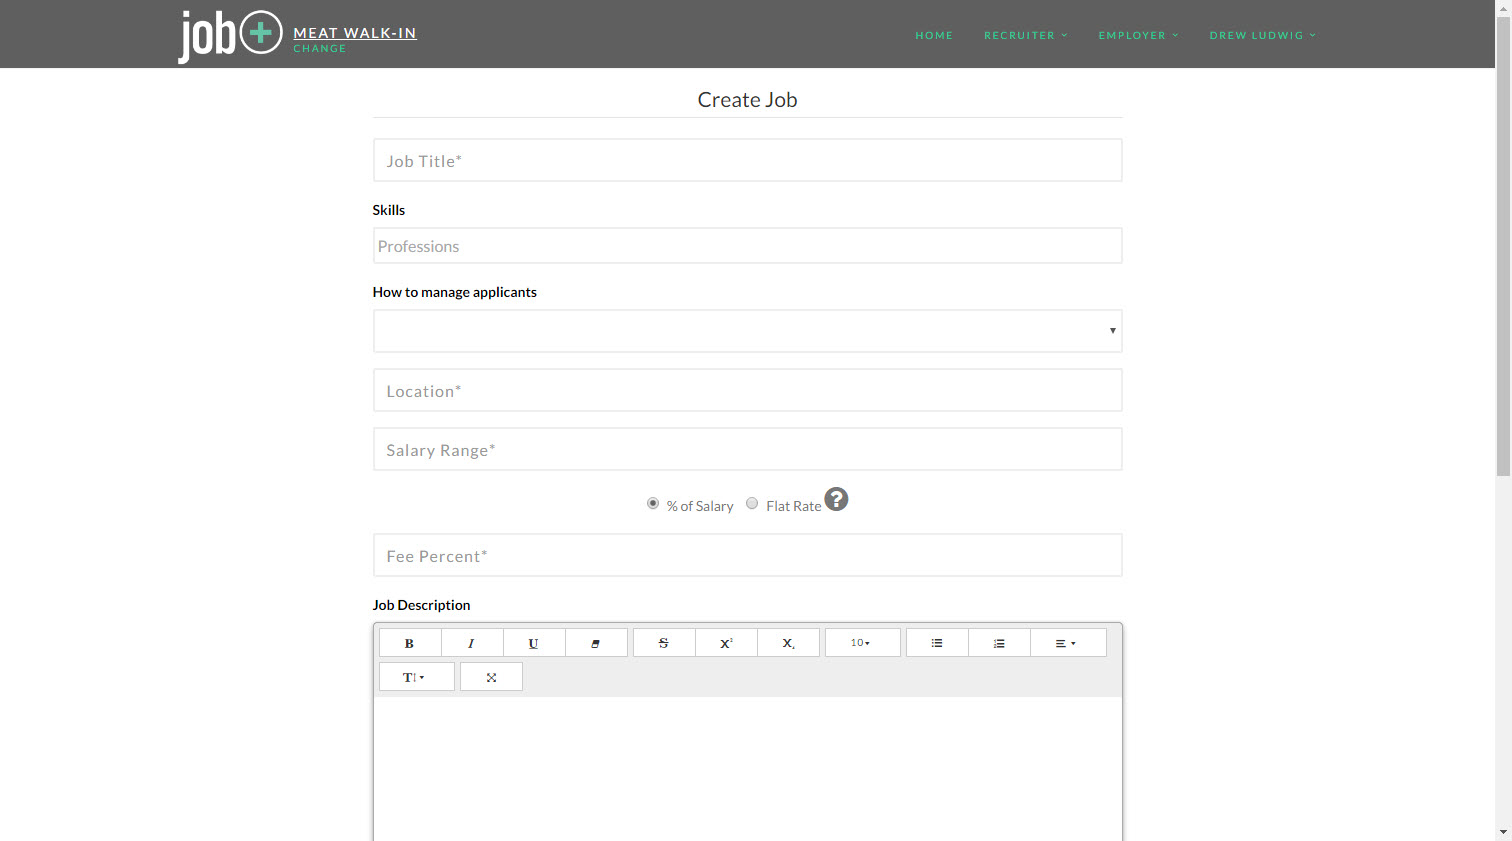 job+ MEAT WALK-IN
CHANGE
HOME RECRUITER EMPLOYER DREW LUDWIG
Create Job
Job Title*
Skills
Professions
How to manage applicants
Location*
Salary Range*
% of Salary Flat Rate ?
Fee Percent*
Job Description
B I U S X² X, 10
T